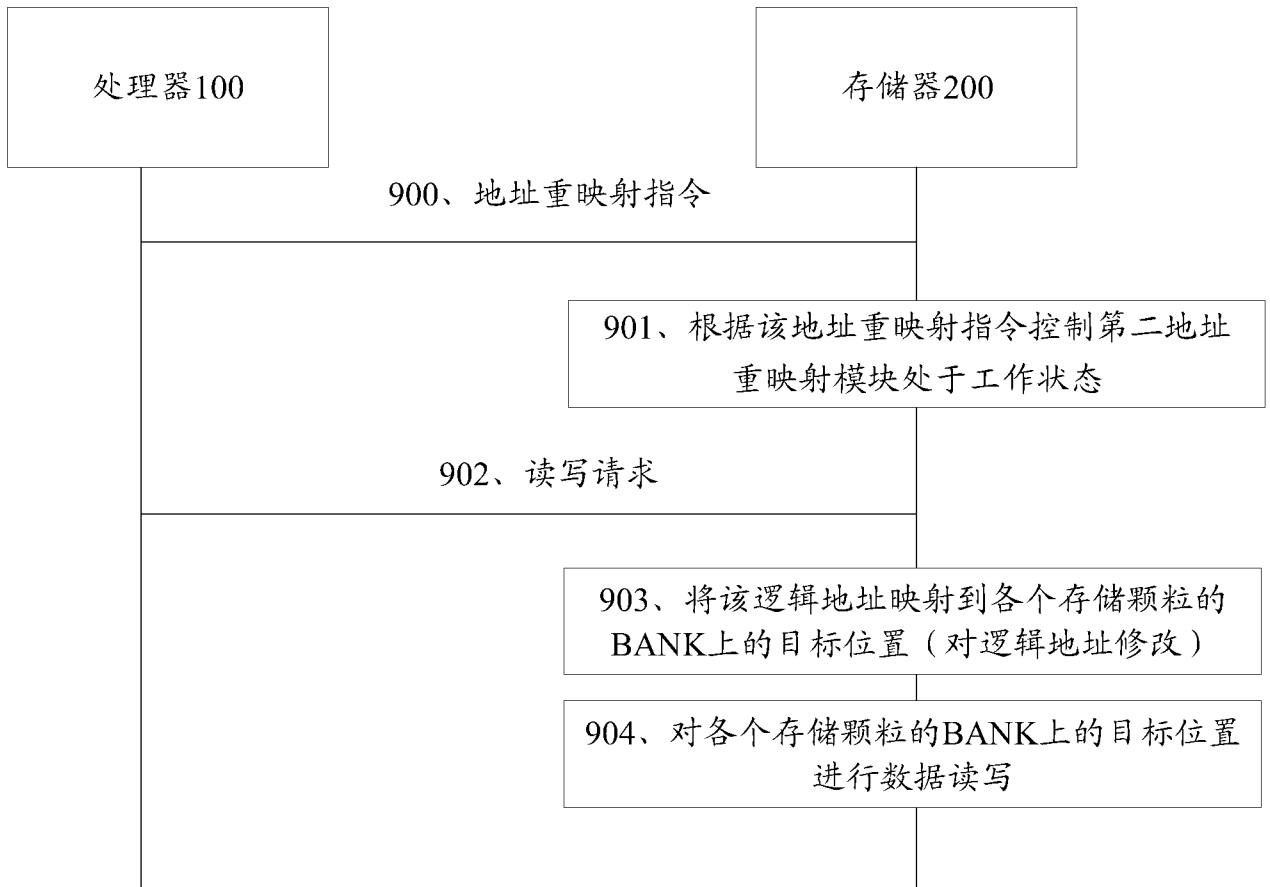 处理器100
存储器200
900、地址重映射指令
901、根据该地址重映射指令控制第二地址
重映射模块处于工作状态
902、读写请求
903、将该逻辑地址映射到各个存储颗粒的
BANK上的目标位置（对逻辑地址修改）
904、对各个存储颗粒的BANK上的目标位置
进行数据读写